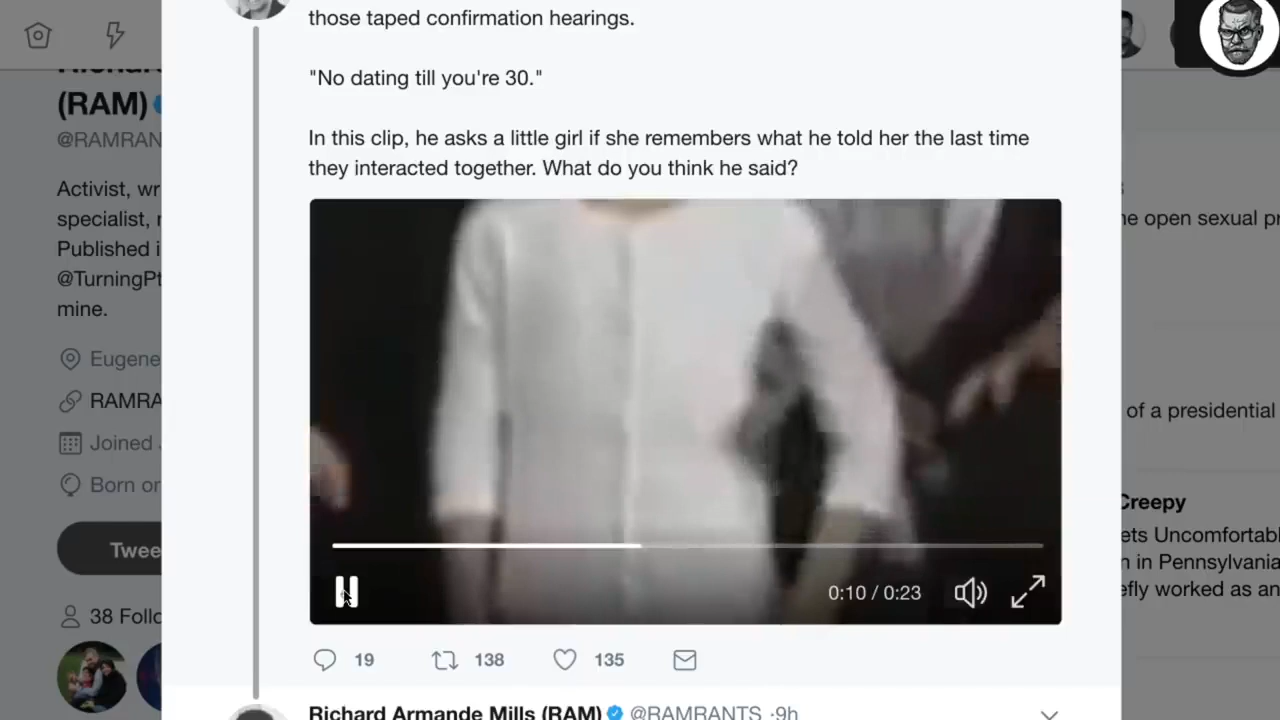 those taped confirmation hearings.
"No dating till you're 30."
In this clip, he asks a little girl if she remembers what he told her the last time
they interacted together. What do you think he said?
(RAM)
@RAMRAN
Activist, wr
specialist,
Published i
@TurningPt
mine.
Eugene
RAMRA
Joined
Born or
Twee
38 Follo
0:10 / 0:23
19
138
135
Richard Armande Mills (RAM) @RAMRANTS ·9h
he open sexual pr
of a presidential
Creepy
ets Uncomfortabl
n in Pennsylvania
efly worked as an